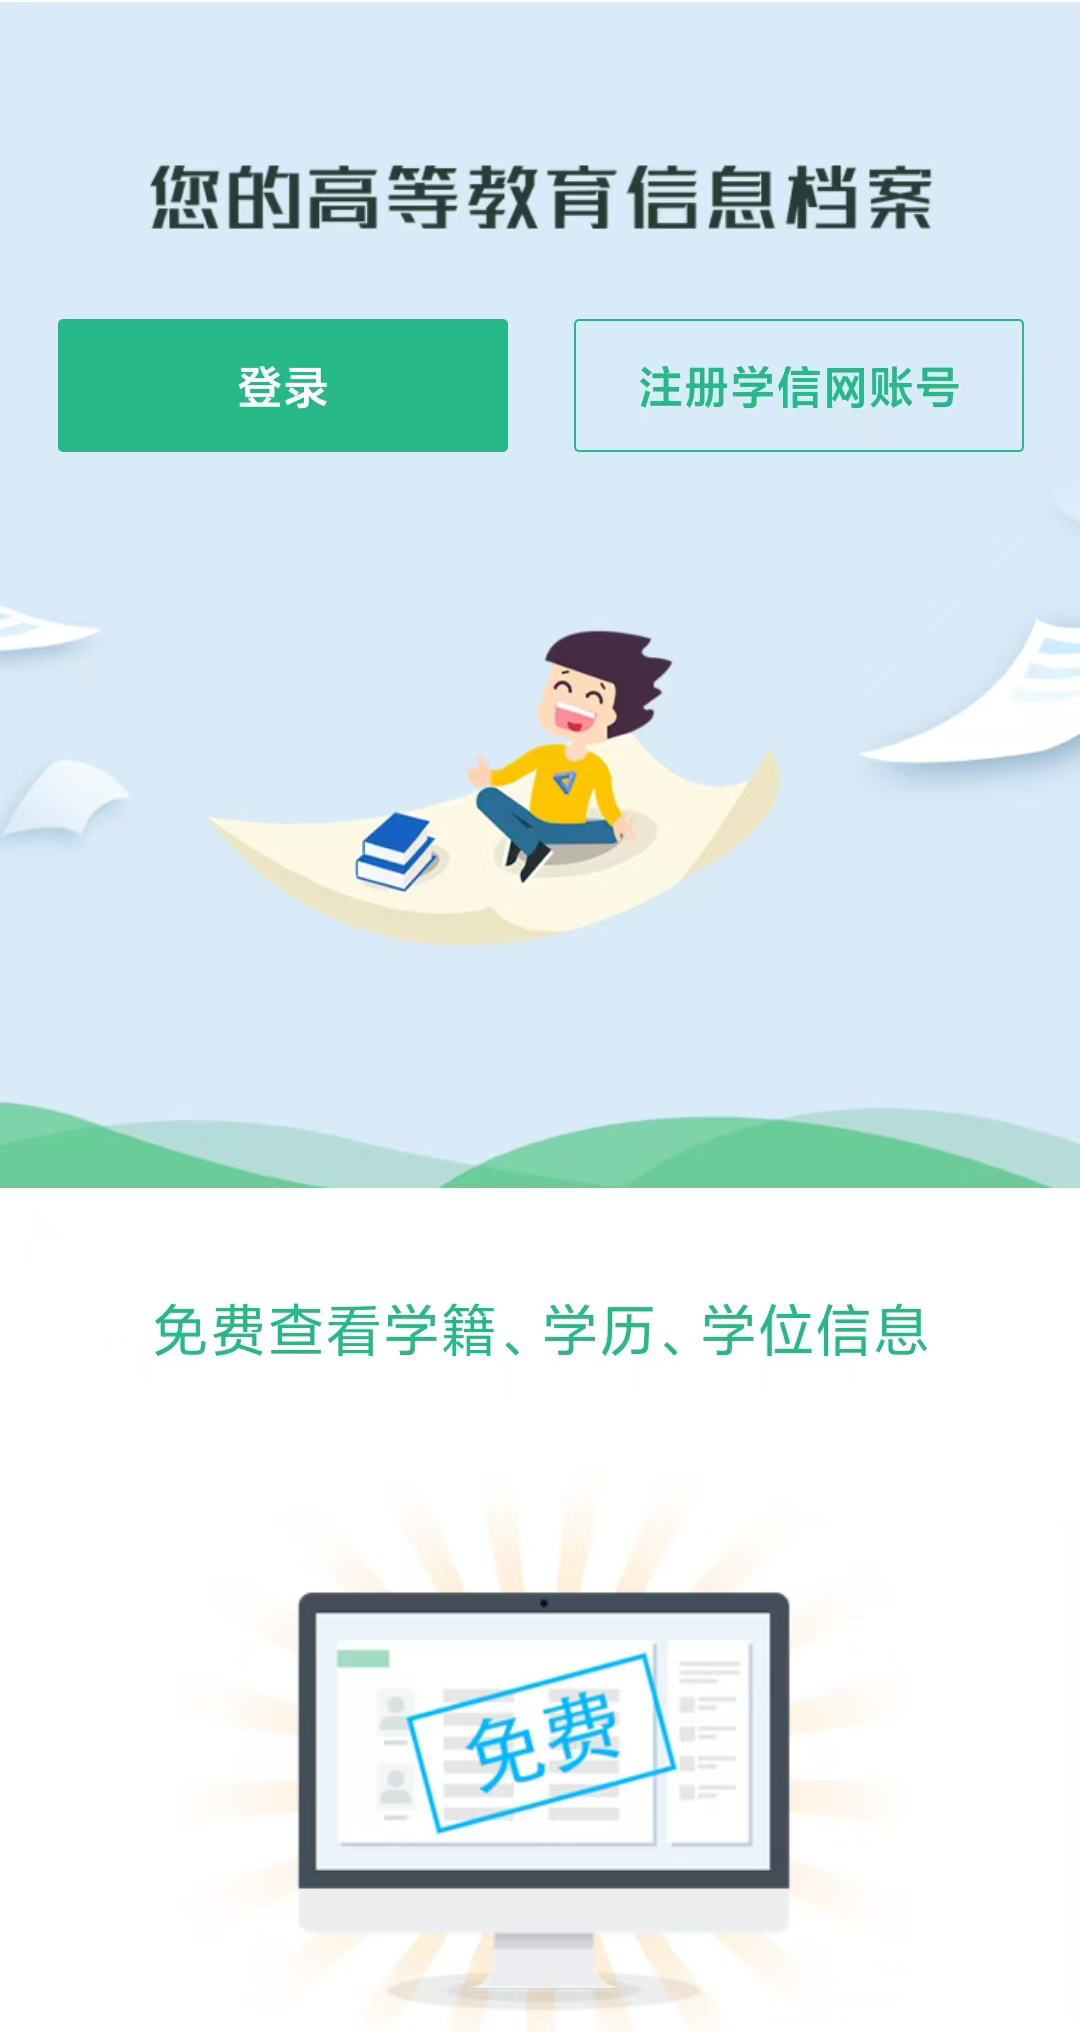 您的高等教育信息档案
登录
注册学信网账号
免费查看学籍、学历、学位信息
免费